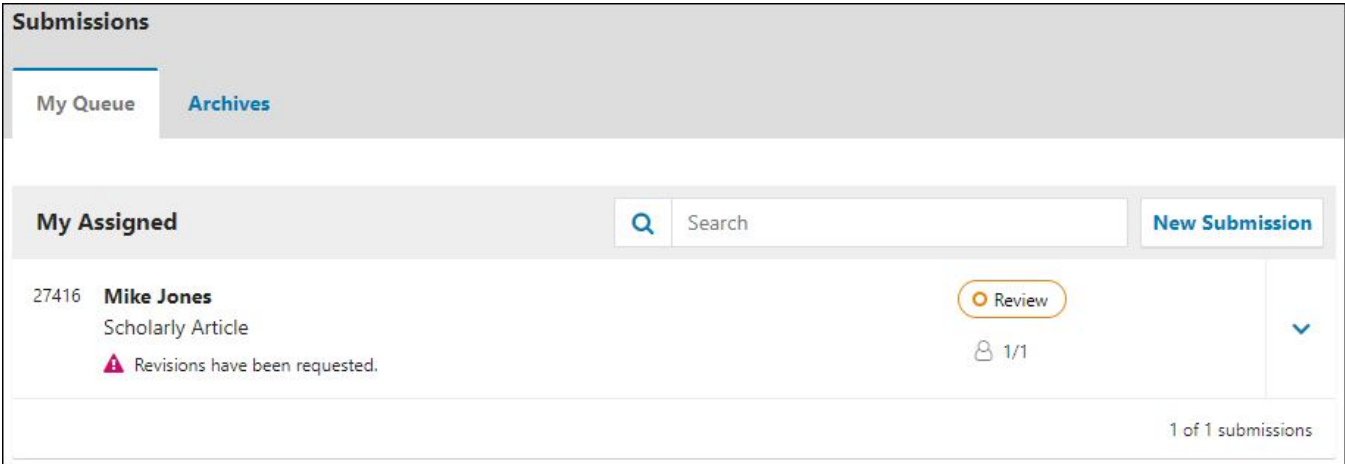 Submissions
My Queue Archives
My Assigned Search New Submission
27416 Mike Jones Review
Scholarly Article
1/1
Revisions have been requested.
1 of 1 submissions